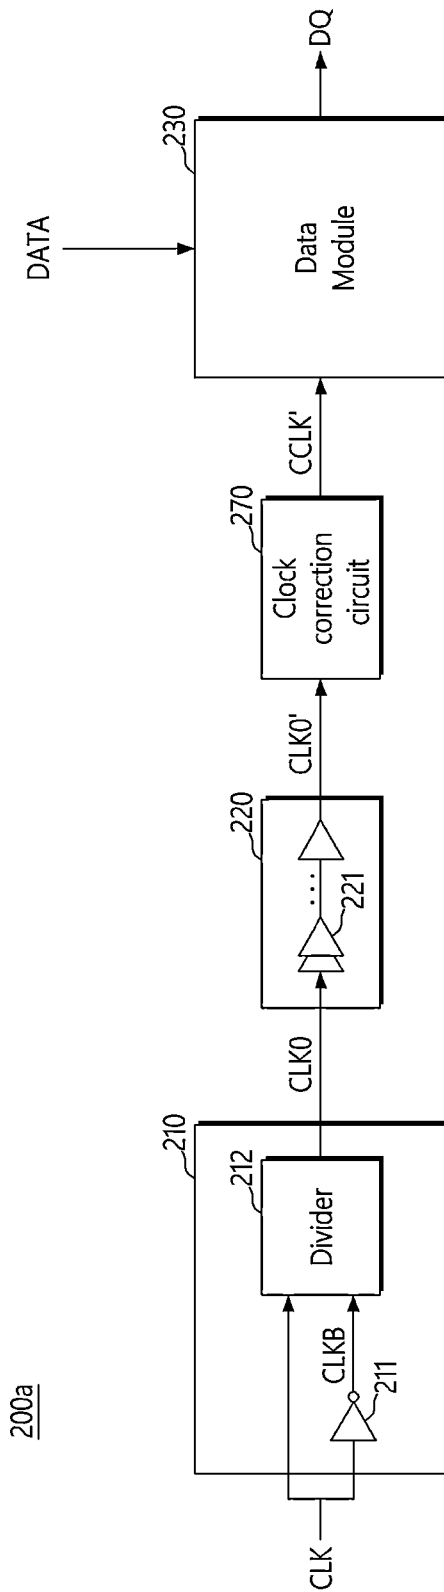 200a
CLK
210
211
CLKB
212
Divider
CLK0
220
221
...
CLK0'
270
Clock
correction
circuit
CCLK'
DATA
230
Data
Module
DQ